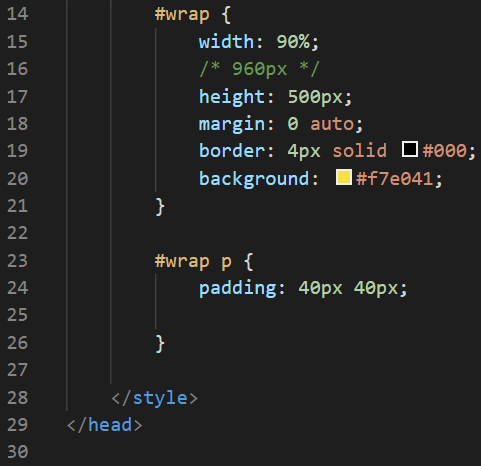 14 #wrap {
15 width: 90%;
16 /* 960px */
17 height: 500px;
18 margin: 0 auto;
19 border: 4px solid #000;
20 background: #f7e041;
21 }
22
23 #wrap p {
24 padding: 40px 40px;
25
26 }
27
28 </style>
29 </head>
30